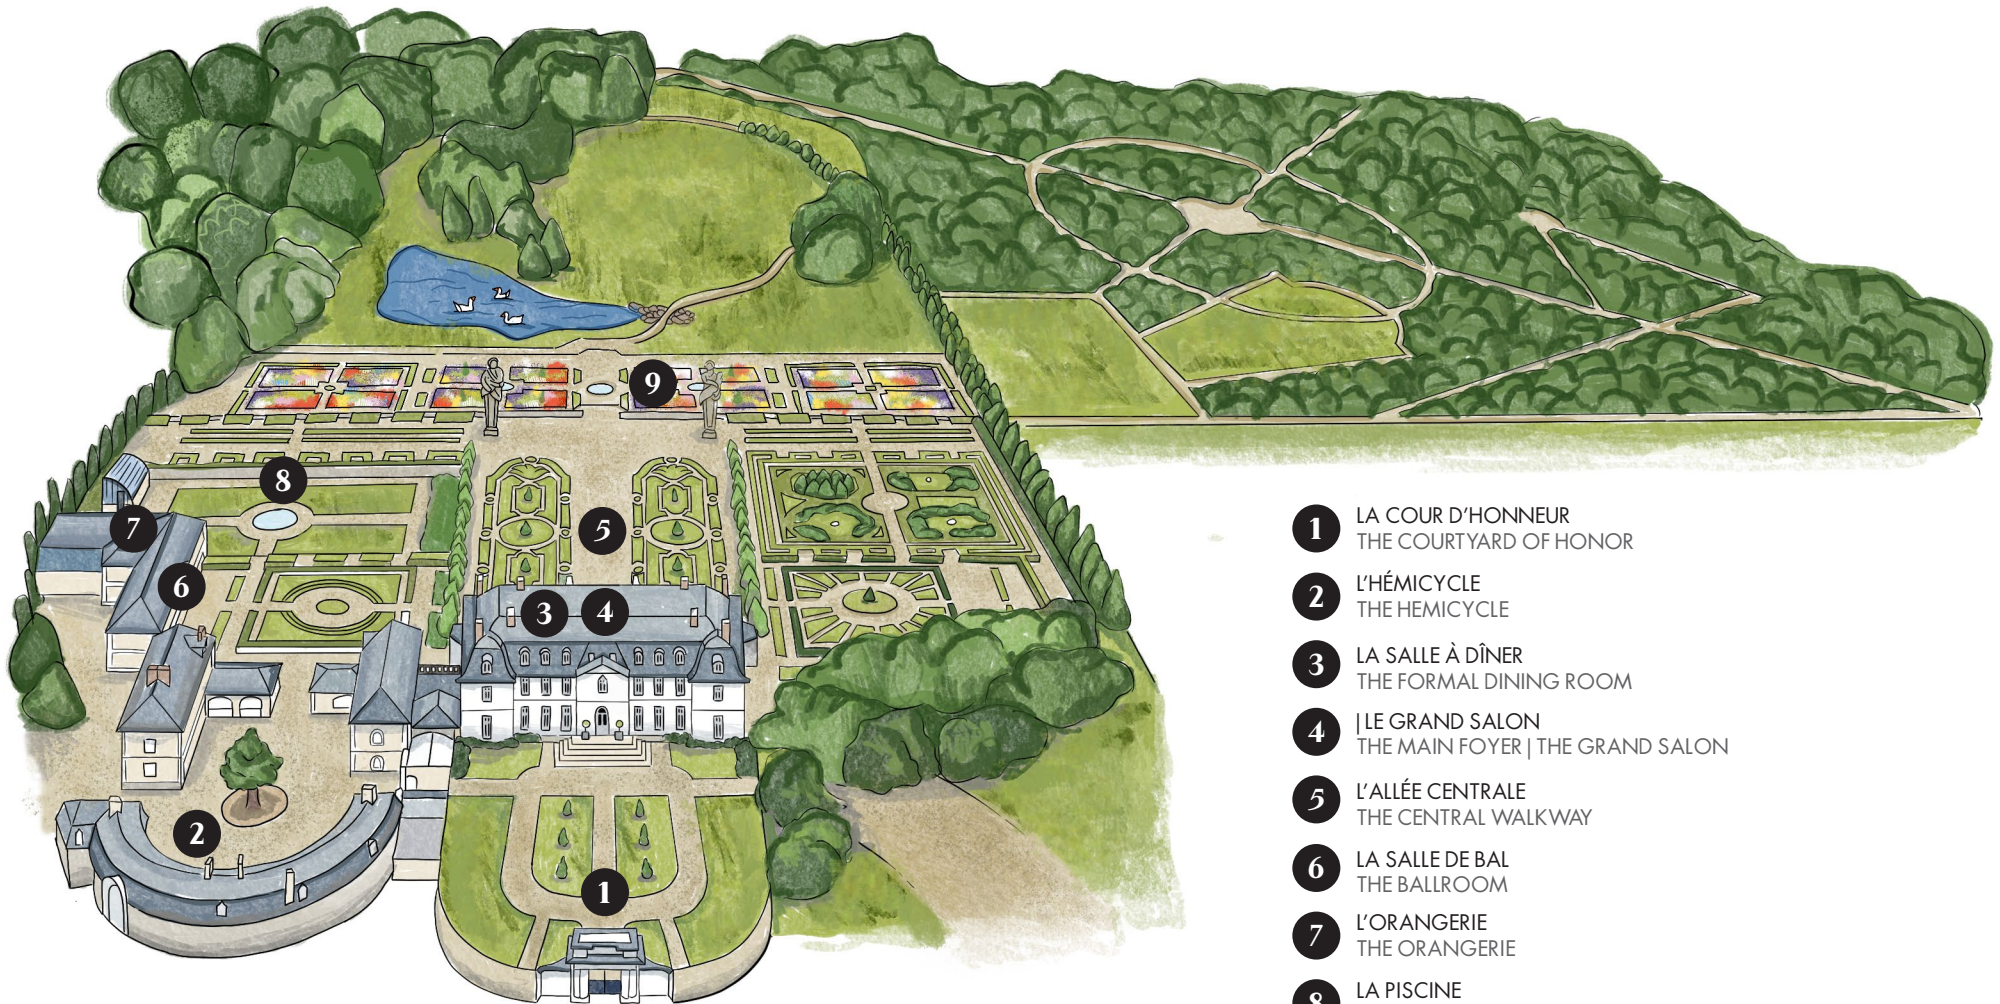 9
8
7
5
6
3
4
2
1
1
LA COUR D'HONNEUR
THE COURTYARD OF HONOR
2
L'HÉMICYCLE
THE HEMICYCLE
3
LA SALLE À DÎNER
THE FORMAL DINING ROOM
4
| LE GRAND SALON
THE MAIN FOYER | THE GRAND SALON
5
L'ALLÉE CENTRALE
THE CENTRAL WALKWAY
6
LA SALLE DE BAL
THE BALLROOM
7
L'ORANGERIE
THE ORANGERIE
8
LA PISCINE